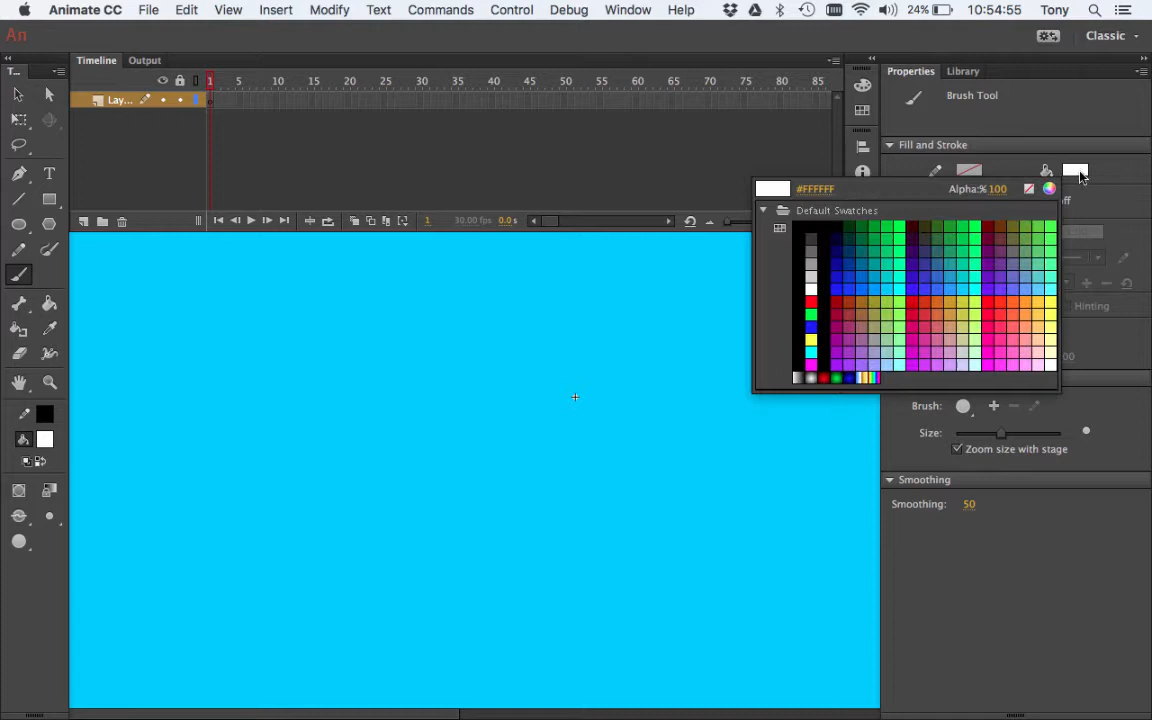 Animate CC File Edit View Insert Modify Text Commands Control Debug Window Help 24% 10:54:55 Tony
An Classic
T... Timeline Output Properties Library
1 5 10 15 20 25 30 35 40 45 50 55 60 65 70 75 80 85
Lay... Brush Tool
Fill and Stroke
#FFFFFF Alpha:% 100
Default Swatches
1 30.00 fps 0.0 s
Hinting
Brush:
Size:
Zoom size with stage
Smoothing
Smoothing: 50